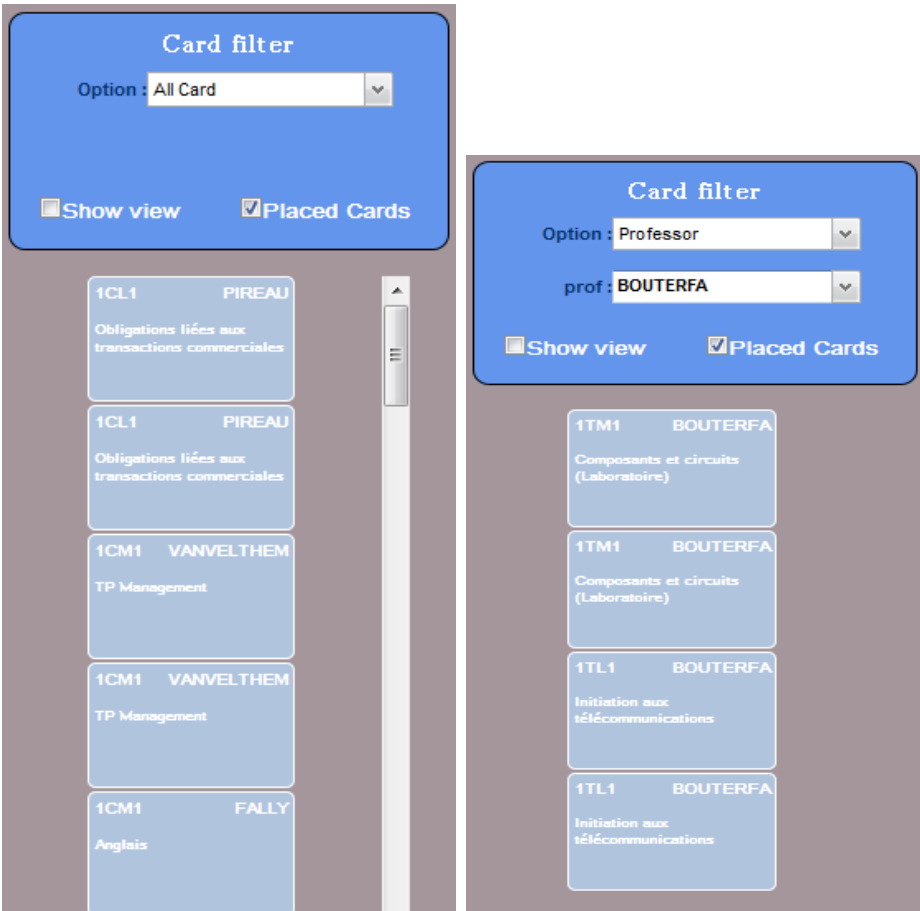 Card filter
Option : All Card
Show view Placed Cards
1CL1 PIREAU
Obligations liées aux
transactions commerciales
1CL1 PIREAU
Obligations liées aux
transactions commerciales
1CM1 VANVELTHEM
TP Management
1CM1 VANVELTHEM
TP Management
1CM1 FALLY
Anglais
Card filter
Option : Professor
prof : BOUTERFA
Show view Placed Cards
1TM1 BOUTERFA
Composants et circuits
(Laboratoire)
1TM1 BOUTERFA
Composants et circuits
(Laboratoire)
1TL1 BOUTERFA
Initiation aux
télécommunications
1TL1 BOUTERFA
Initiation aux
télécommunications